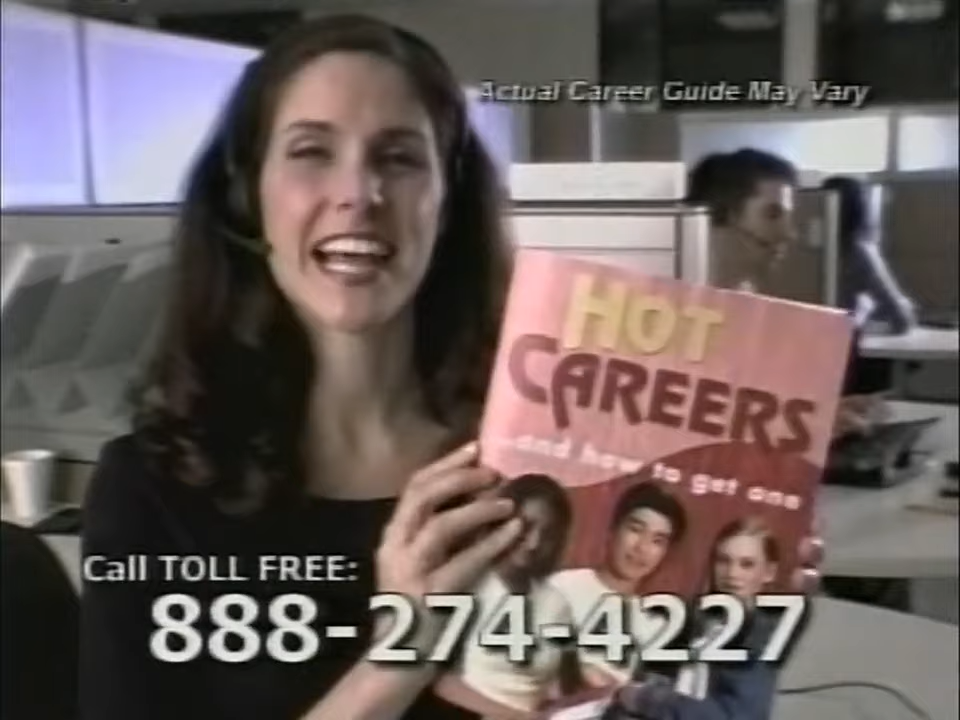 Actual Career Guide May Vary
HOT
CAREERS
...and how to get one
Call TOLL FREE:
888-274-4227